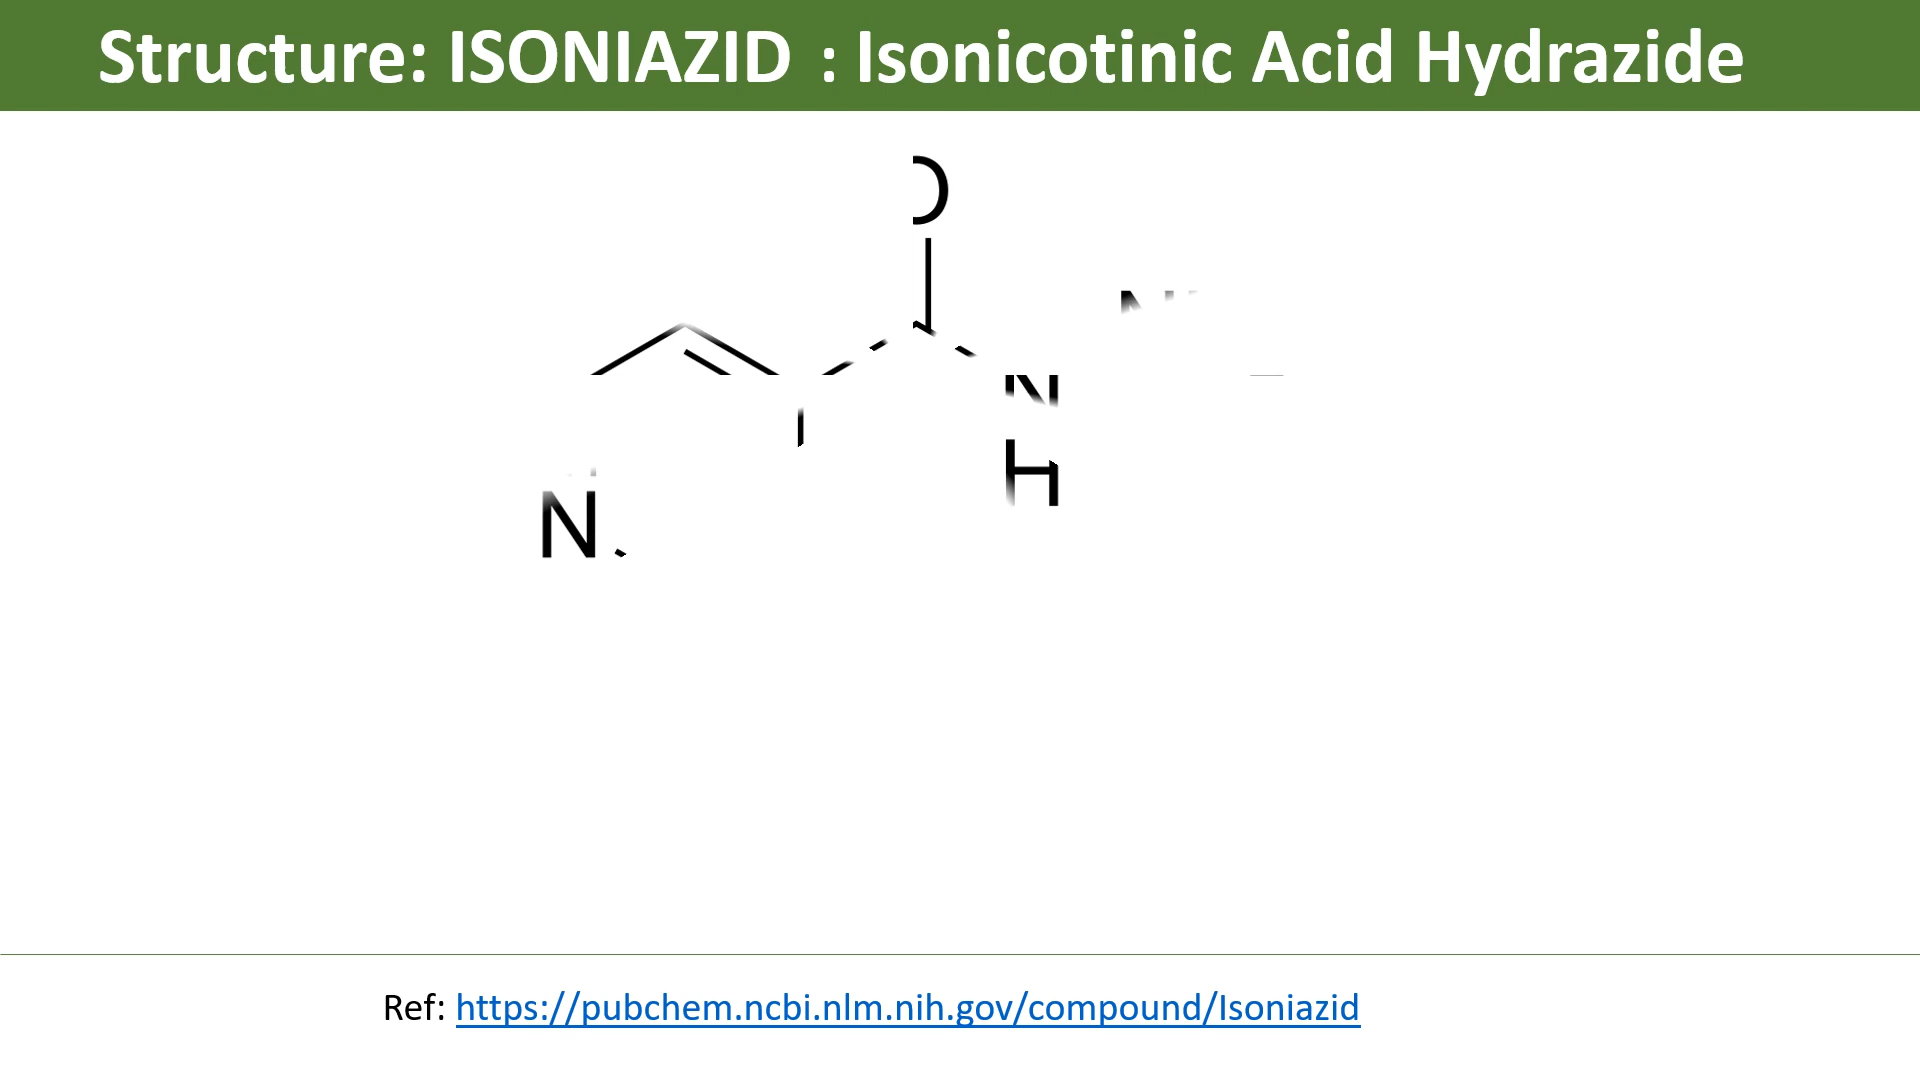 Structure: ISONIAZID : Isonicotinic Acid Hydrazide
O
N
H
N
Ref: https://pubchem.ncbi.nlm.nih.gov/compound/Isoniazid